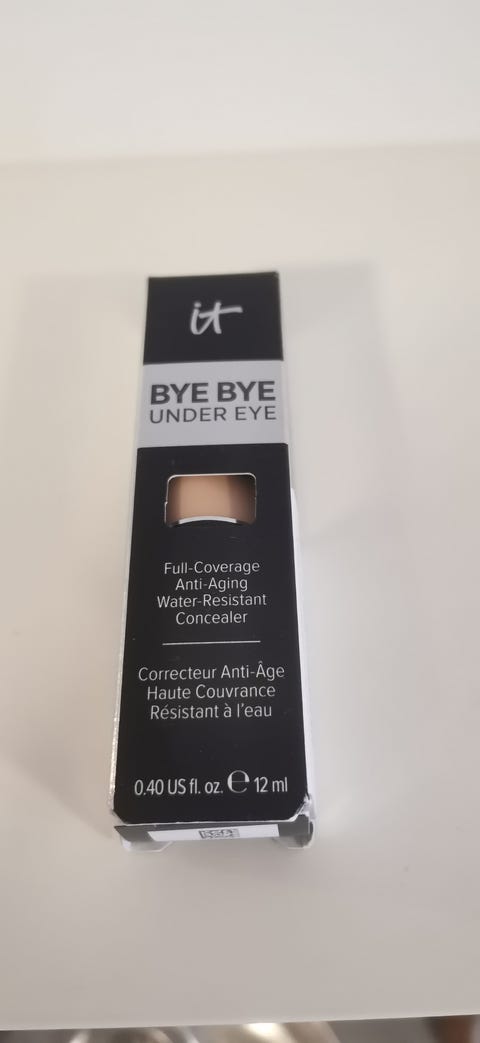 it
BYE BYE
UNDER EYE
Full-Coverage
Anti-Aging
Water-Resistant
Concealer
Correcteur Anti-Âge
Haute Couvrance
Résistant à l'eau
0.40 US fl. oz. ℮ 12 ml